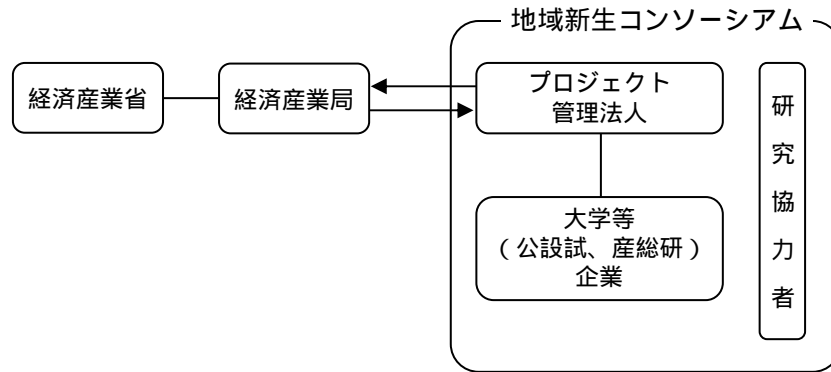 地域新生コンソーシアム
経済産業省
経済産業局
プロジェクト
管理法人
大学等
（公設試、産総研）
企業
研究協力者